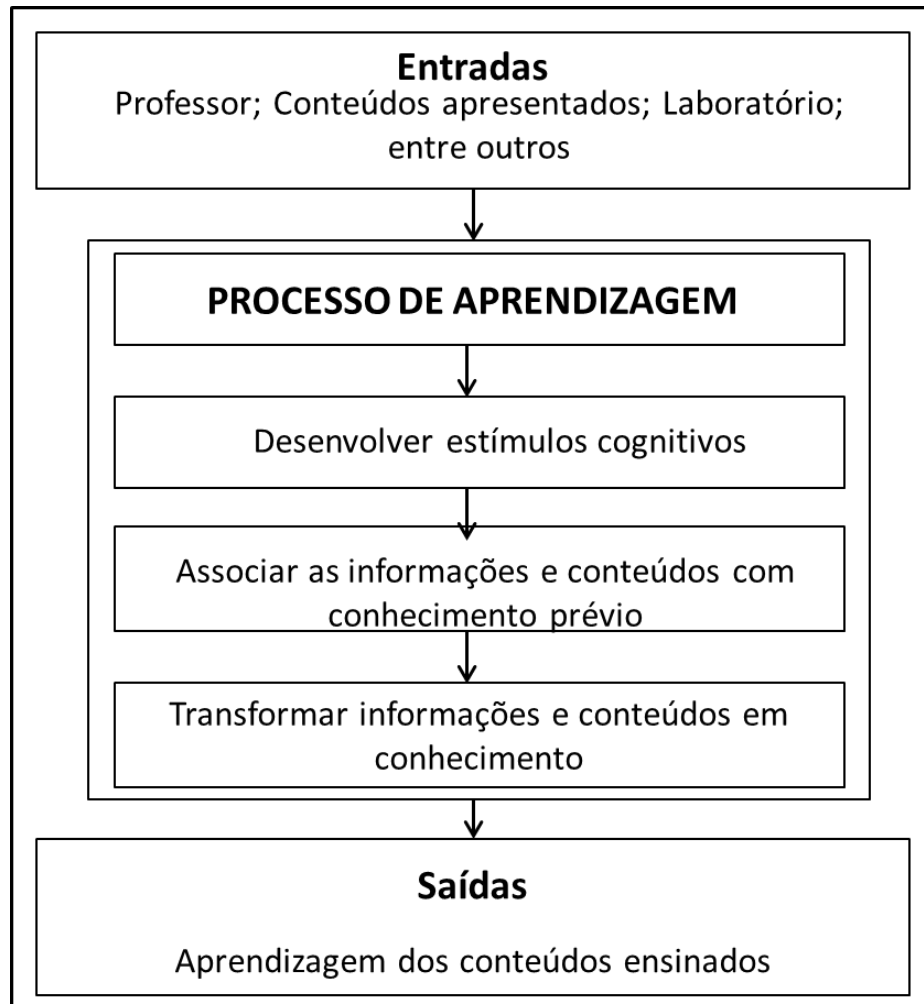 Entradas
Professor; Conteúdos apresentados; Laboratório;
entre outros
PROCESSO DE APRENDIZAGEM
Desenvolver estímulos cognitivos
Associar as informações e conteúdos com
conhecimento prévio
Transformar informações e conteúdos em
conhecimento
Saídas
Aprendizagem dos conteúdos ensinados